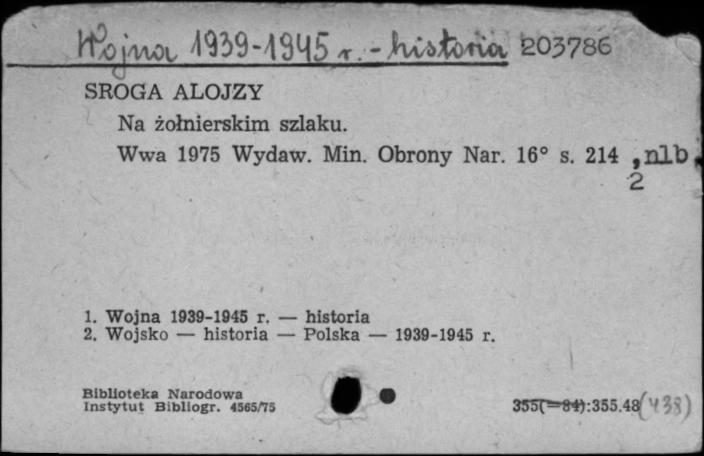 Wojna 1939-1945 r. - historia 203786
SROGA ALOJZY
Na żołnierskim szlaku.
Wwa 1975 Wydaw. Min. Obrony Nar. 16° s. 214 , nlb.
2
1. Wojna 1939-1945 r. — historia
2. Wojsko — historia — Polska — 1939-1945 r.
Biblioteka Narodowa
Instytut Bibliogr. 4565/75
355(=84):355.48(438)